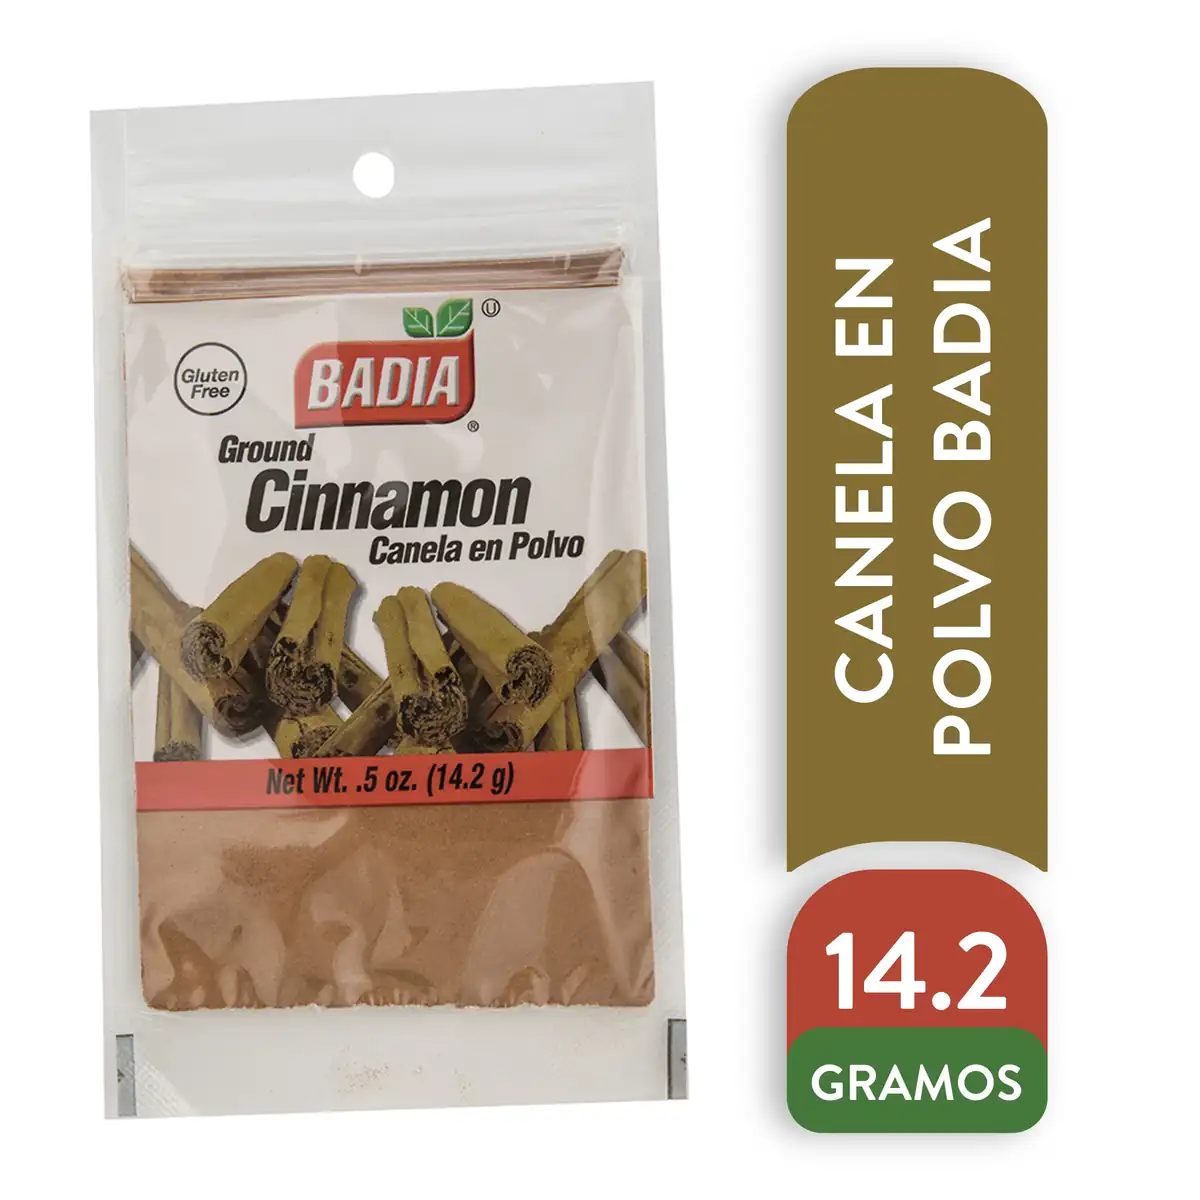 Gluten
Free
BADIA
®
U
Ground
Cinnamon
Canela en Polvo
Net Wt. .5 oz. (14.2 g)
CANELA EN
POLVO BADIA
14.2
GRAMOS